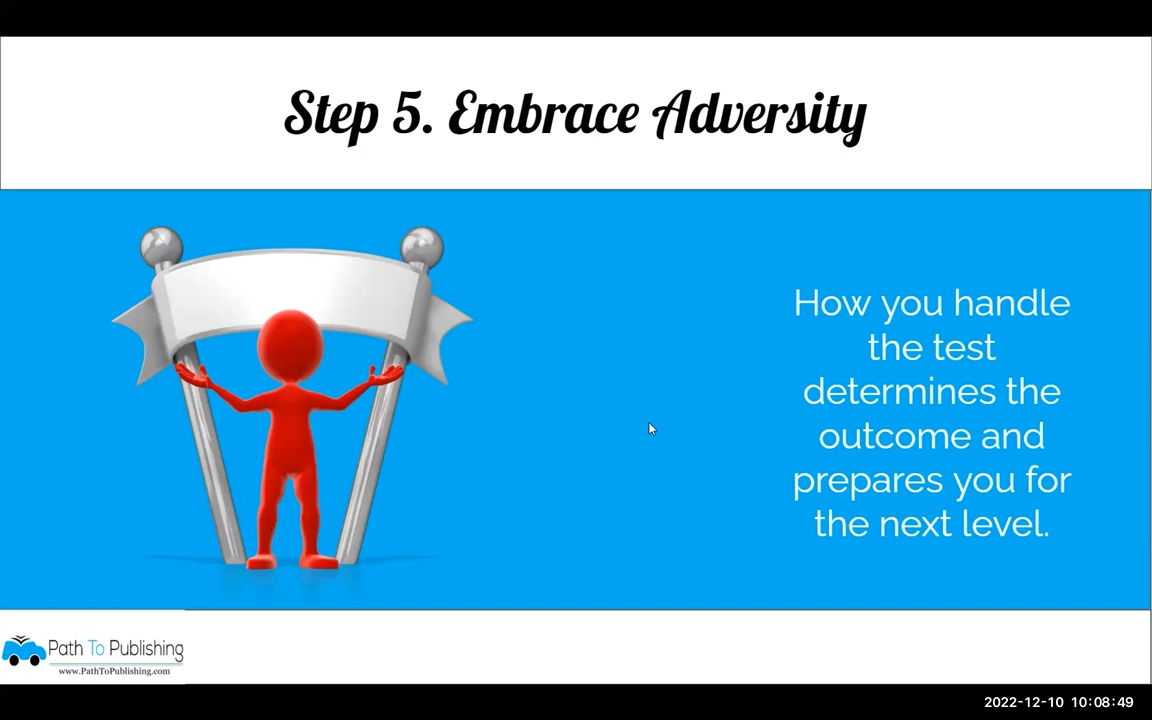 Step 5. Embrace Adversity
How you handle
the test
determines the
outcome and
prepares you for
the next level.
Path To Publishing
www.PathToPublishing.com
2022-12-10 10:08:49